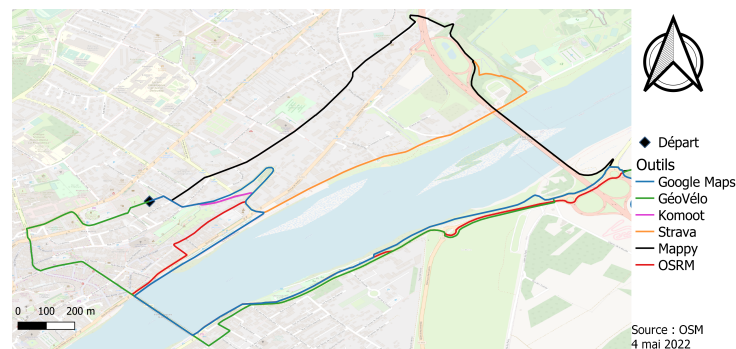 Départ
Outils
Google Maps
GéoVélo
Komoot
Strava
Mappy
OSRM
0 100 200 m
Source : OSM
4 mai 2022